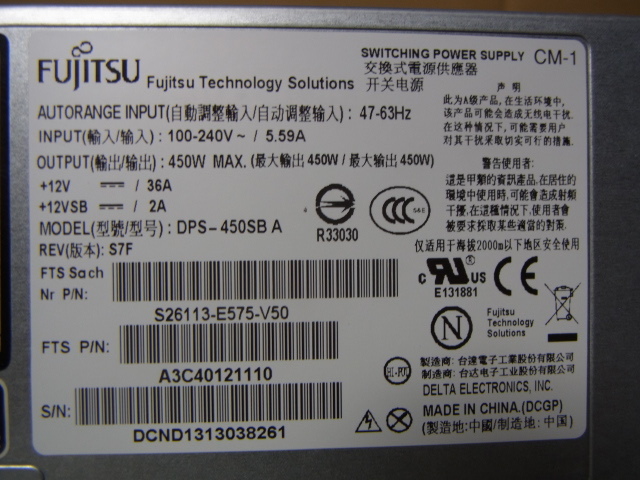 FUJITSU Fujitsu Technology Solutions
SWITCHING POWER SUPPLY CM-1
交換式電源供應器
开关电源
AUTORANGE INPUT(自動調整輸入/自动调整输入): 47-63Hz
INPUT(輸入/输入): 100-240V ~ / 5.59A
OUTPUT(輸出/输出): 450W MAX. (最大輸出 450W / 最大输出 450W)
+12V / 36A
+12VSB / 2A
MODEL(型號/型号): DPS-450SB A
REV(版本): S7F
R33030
CCC
S&E
声 明
此为A级产品, 在生活环境中,
该产品可能会造成无线电干扰.
在这种情况下, 可能需要用户
对其干扰采取切实可行的措施.
警告使用者:
這是甲類的資訊產品, 在居住的
環境中使用時, 可能會造成射頻
干擾, 在這種情況下, 使用者會
被要求採取某些適當的對策.
仅适用于海拔2000m以下地区安全使用
c RU US
E131881
CE
FTS Sach
Nr P/N:
S26113-E575-V50
N
Fujitsu
Technology
Solutions
FTS P/N:
A3C40121110
HI-POT
製造商: 台達電子工業股份有限公司
制造商: 台达电子工业股份有限公司
DELTA ELECTRONICS, INC.
S/N:
DCND1313038261
MADE IN CHINA.(DCGP)
(製造地:中國/制造地: 中国)